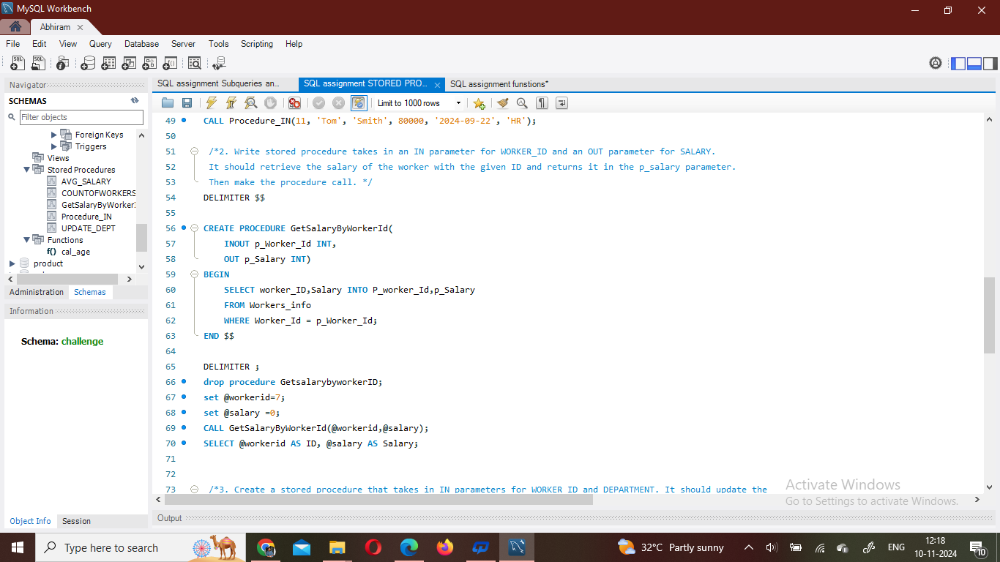 MySQL Workbench
Abhiram
File Edit View Query Database Server Tools Scripting Help
Navigator
SCHEMAS
Filter objects
Foreign Keys
Triggers
Views
Stored Procedures
AVG_SALARY
COUNTOFWORKERS
GetSalaryByWorkerI
Procedure_IN
UPDATE_DEPT
Functions
f() cal_age
product
Administration Schemas
Information
Schema: challenge
Object Info Session
SQL assignment Subqueries an... SQL assignment STORED PRO... SQL assignment funstions*
Limit to 1000 rows
49 CALL Procedure_IN(11, 'Tom', 'Smith', 80000, '2024-09-22', 'HR');
50
51 /*2. Write stored procedure takes in an IN parameter for WORKER_ID and an OUT parameter for SALARY.
52 It should retrieve the salary of the worker with the given ID and returns it in the p_salary parameter.
53 Then make the procedure call. */
54 DELIMITER $$
55
56 CREATE PROCEDURE GetSalaryByWorkerId(
57 INOUT p_Worker_Id INT,
58 OUT p_Salary INT)
59 BEGIN
60 SELECT worker_ID,Salary INTO P_worker_Id,p_Salary
61 FROM Workers_info
62 WHERE Worker_Id = p_Worker_Id;
63 END $$
64
65 DELIMITER ;
66 drop procedure GetsalarybyworkerID;
67 set @workerid=7;
68 set @salary =0;
69 CALL GetSalaryByWorkerId(@workerid,@salary);
70 SELECT @workerid AS ID, @salary AS Salary;
71
72
73 /*3. Create a stored procedure that takes in IN parameters for WORKER_ID and DEPARTMENT. It should update the
Activate Windows
Go to Settings to activate Windows.
Output
Type here to search
32°C Partly sunny
ENG
12:18
10-11-2024
10